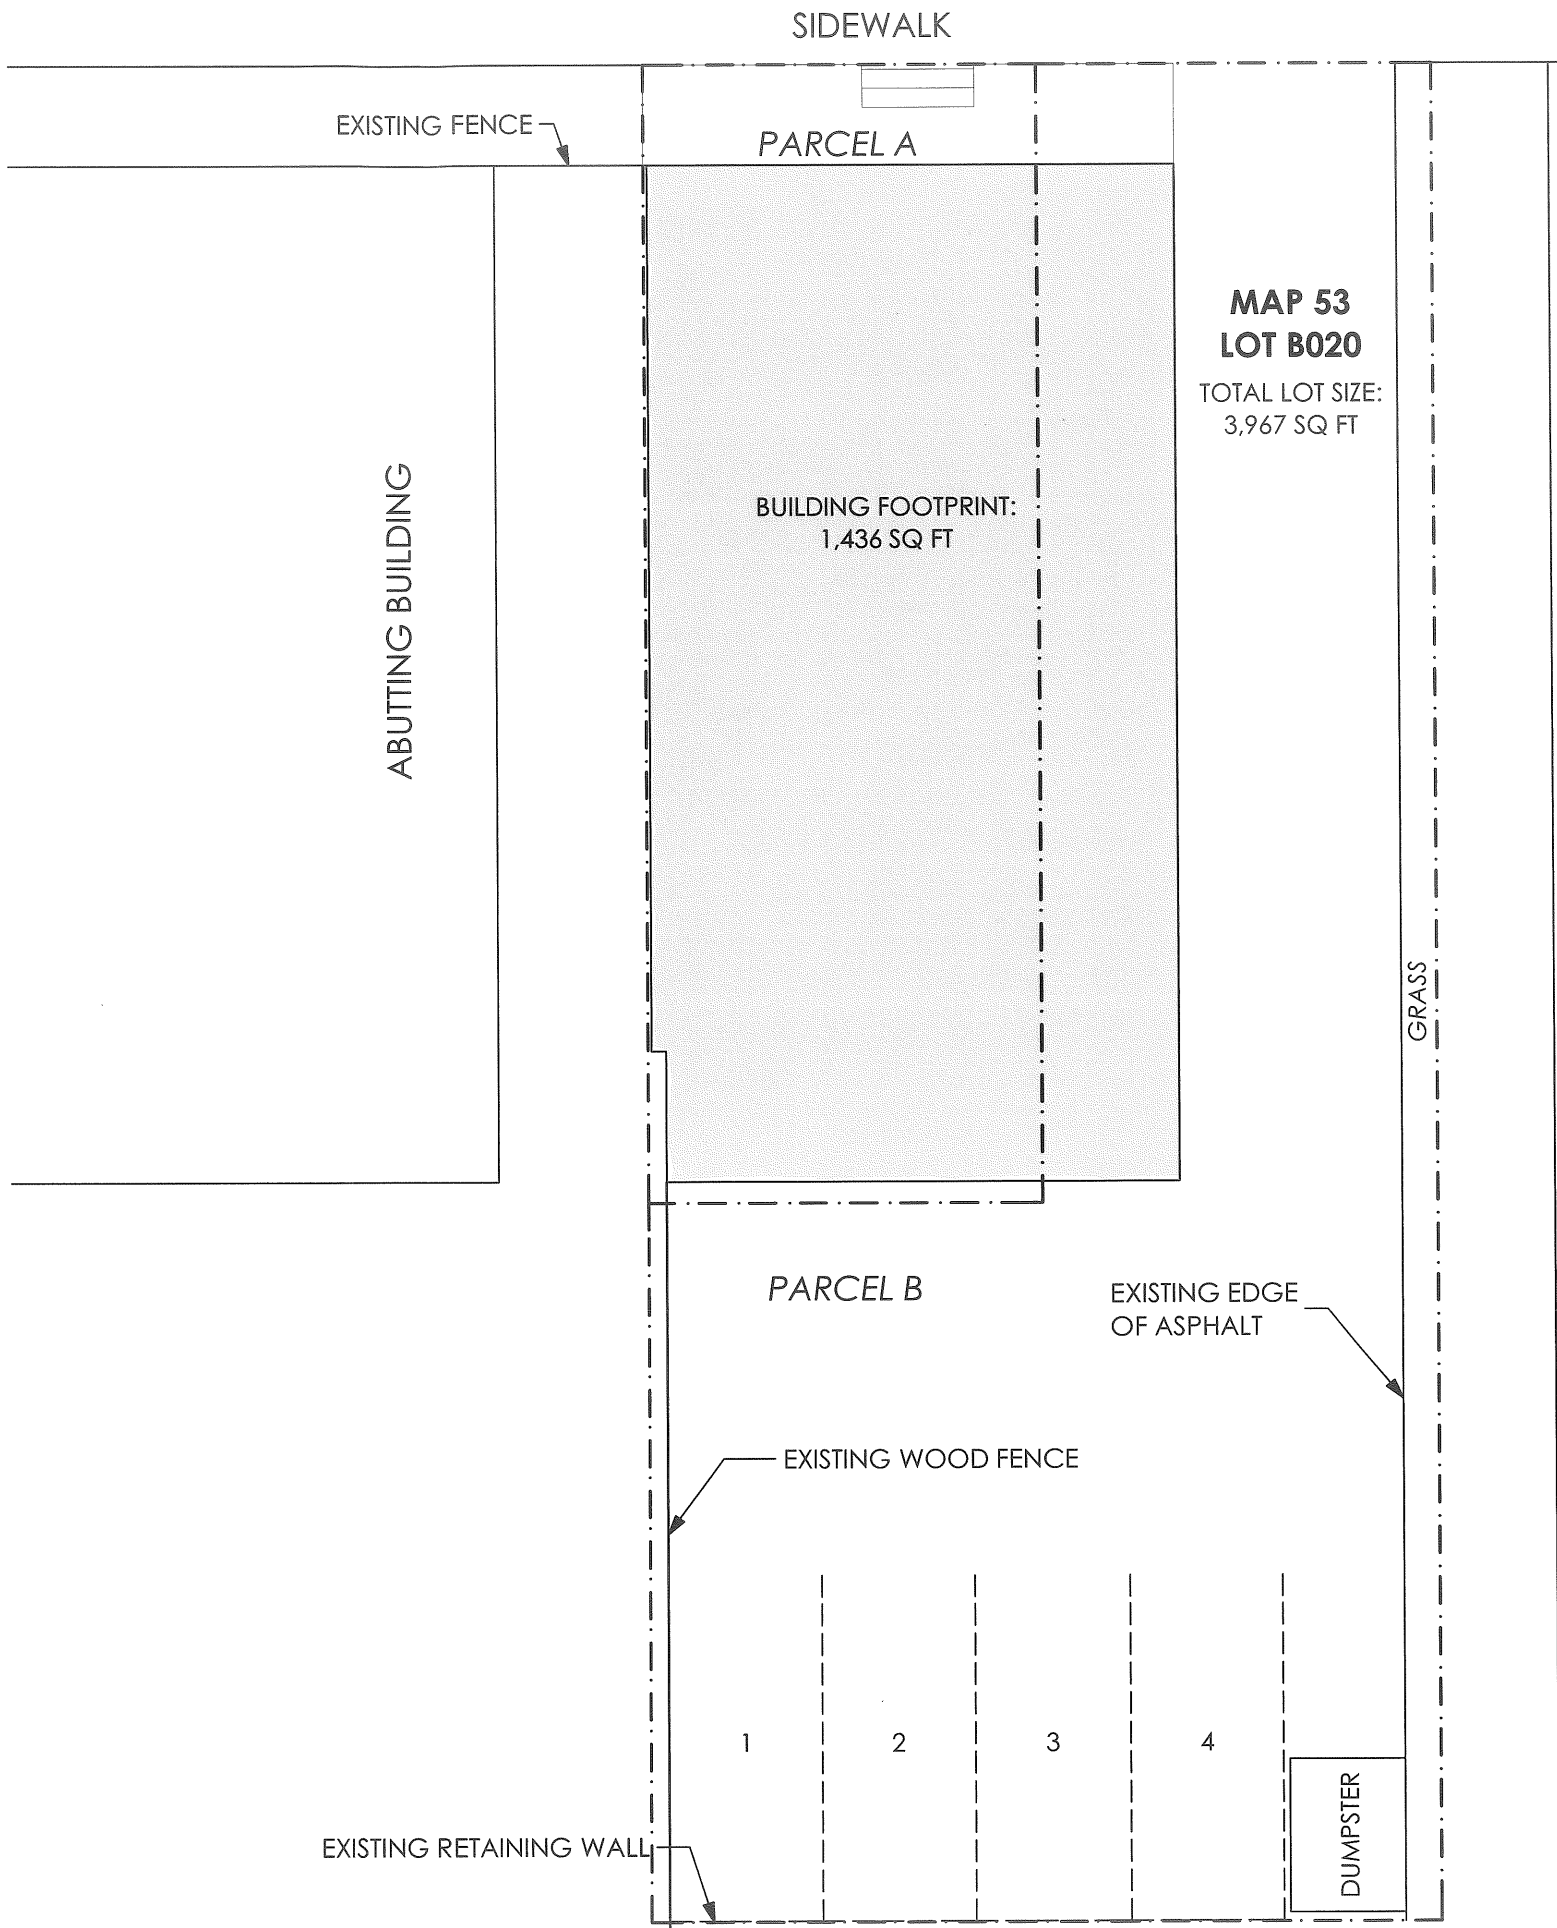 SIDEWALK
EXISTING FENCE
PARCEL A
MAP 53
LOT B020
TOTAL LOT SIZE:
3,967 SQ FT
BUILDING FOOTPRINT:
1,436 SQ FT
ABUTTING BUILDING
GRASS
PARCEL B
EXISTING EDGE
OF ASPHALT
EXISTING WOOD FENCE
1
2
3
4
DUMPSTER
EXISTING RETAINING WALL